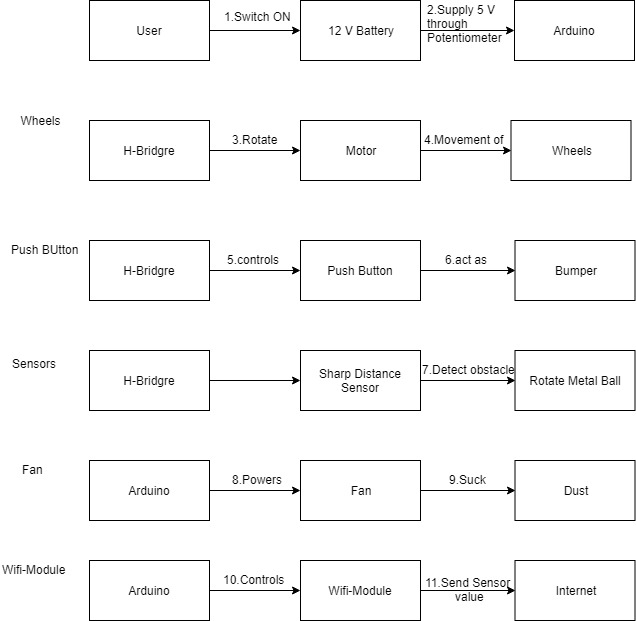 User
1.Switch ON
12 V Battery
2.Supply 5 V
through
Potentiometer
Arduino
Wheels
H-Bridgre
3.Rotate
Motor
4.Movement of
Wheels
Push BUtton
H-Bridgre
5.controls
Push Button
6.act as
Bumper
Sensors
H-Bridgre
Sharp Distance
Sensor
7.Detect obstacle
Rotate Metal Ball
Fan
Arduino
8.Powers
Fan
9.Suck
Dust
Wifi-Module
Arduino
10.Controls
Wifi-Module
11.Send Sensor
value
Internet